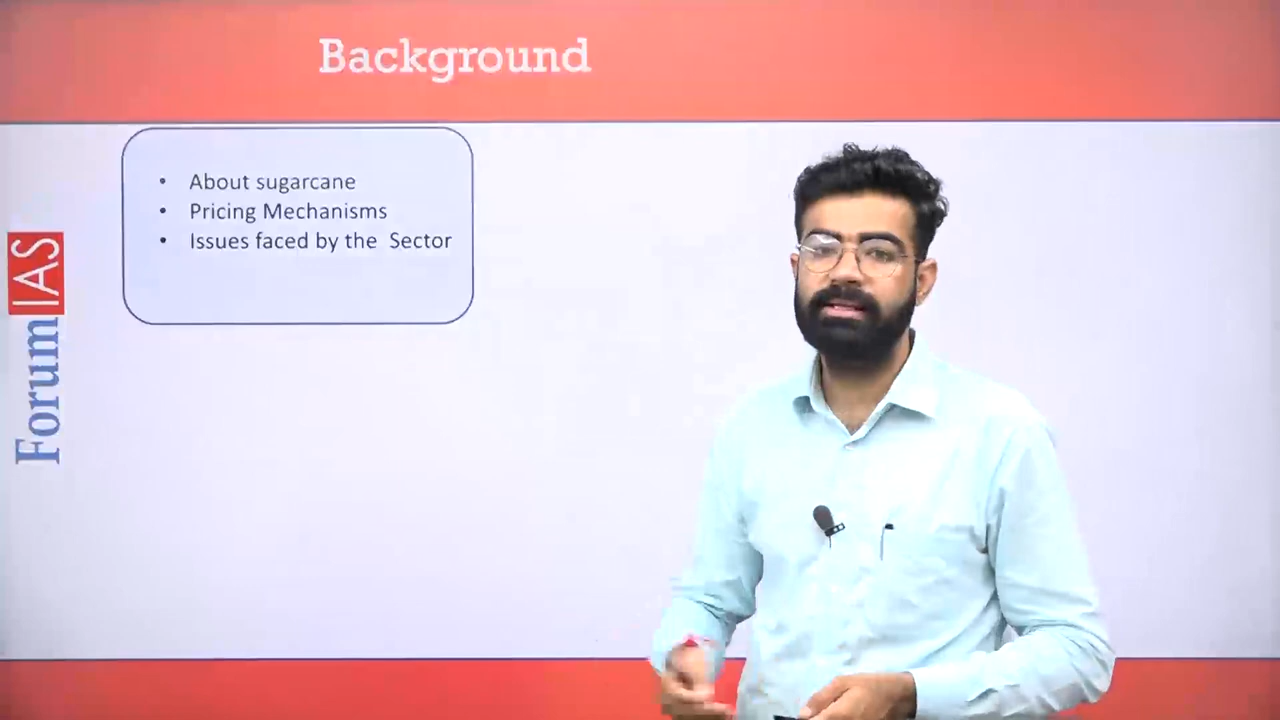 Background
• About sugarcane
• Pricing Mechanisms
• Issues faced by the  Sector
ForumIAS